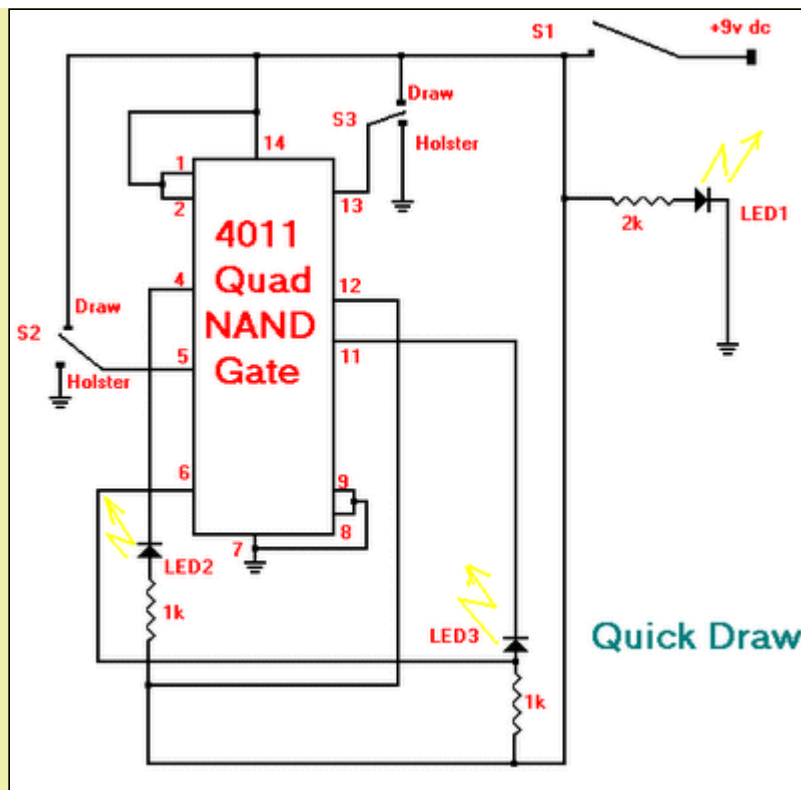 S1
+9v dc
Draw
S3
Holster
14
1
2
13
2k
LED1
4011
Quad
NAND
Gate
4
12
Draw
S2
11
5
Holster
6
9
7
8
LED2
1k
LED3
Quick Draw
1k